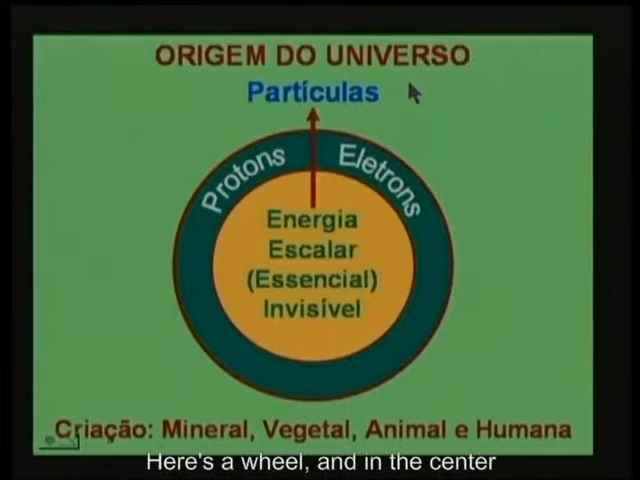 ORIGEM DO UNIVERSO
Partículas
Protons Eletrons
Energia
Escalar
(Essencial)
Invisível
Criação: Mineral, Vegetal, Animal e Humana
Here's a wheel, and in the center